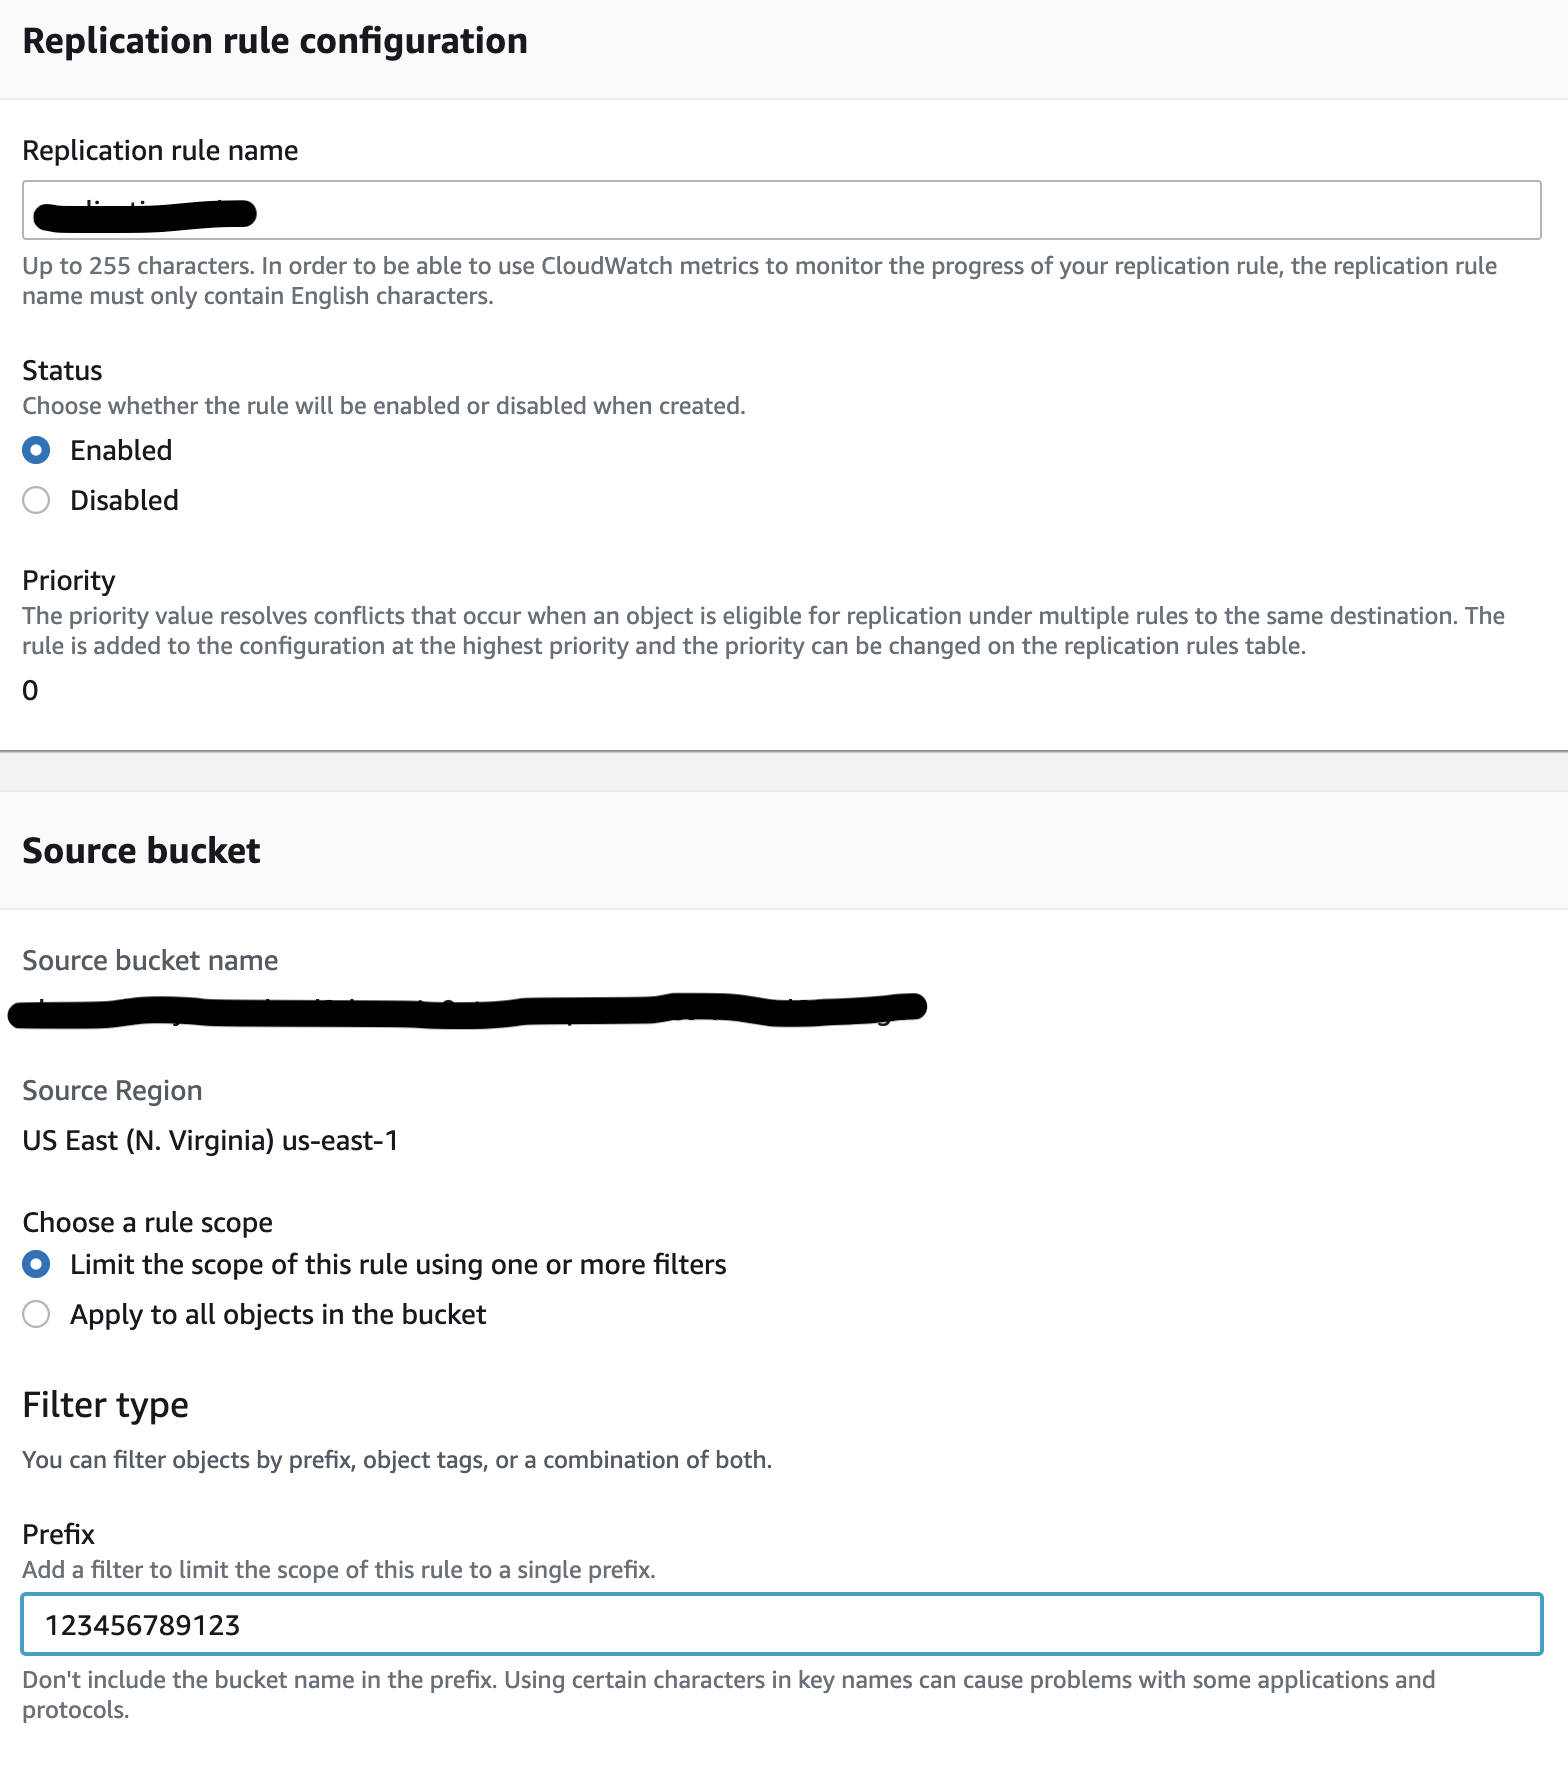 Replication rule configuration
Replication rule name
Up to 255 characters. In order to be able to use CloudWatch metrics to monitor the progress of your replication rule, the replication rule
name must only contain English characters.
Status
Choose whether the rule will be enabled or disabled when created.
Enabled
Disabled
Priority
The priority value resolves conflicts that occur when an object is eligible for replication under multiple rules to the same destination. The
rule is added to the configuration at the highest priority and the priority can be changed on the replication rules table.
0
Source bucket
Source bucket name
Source Region
US East (N. Virginia) us-east-1
Choose a rule scope
Limit the scope of this rule using one or more filters
Apply to all objects in the bucket
Filter type
You can filter objects by prefix, object tags, or a combination of both.
Prefix
Add a filter to limit the scope of this rule to a single prefix.
123456789123
Don't include the bucket name in the prefix. Using certain characters in key names can cause problems with some applications and
protocols.